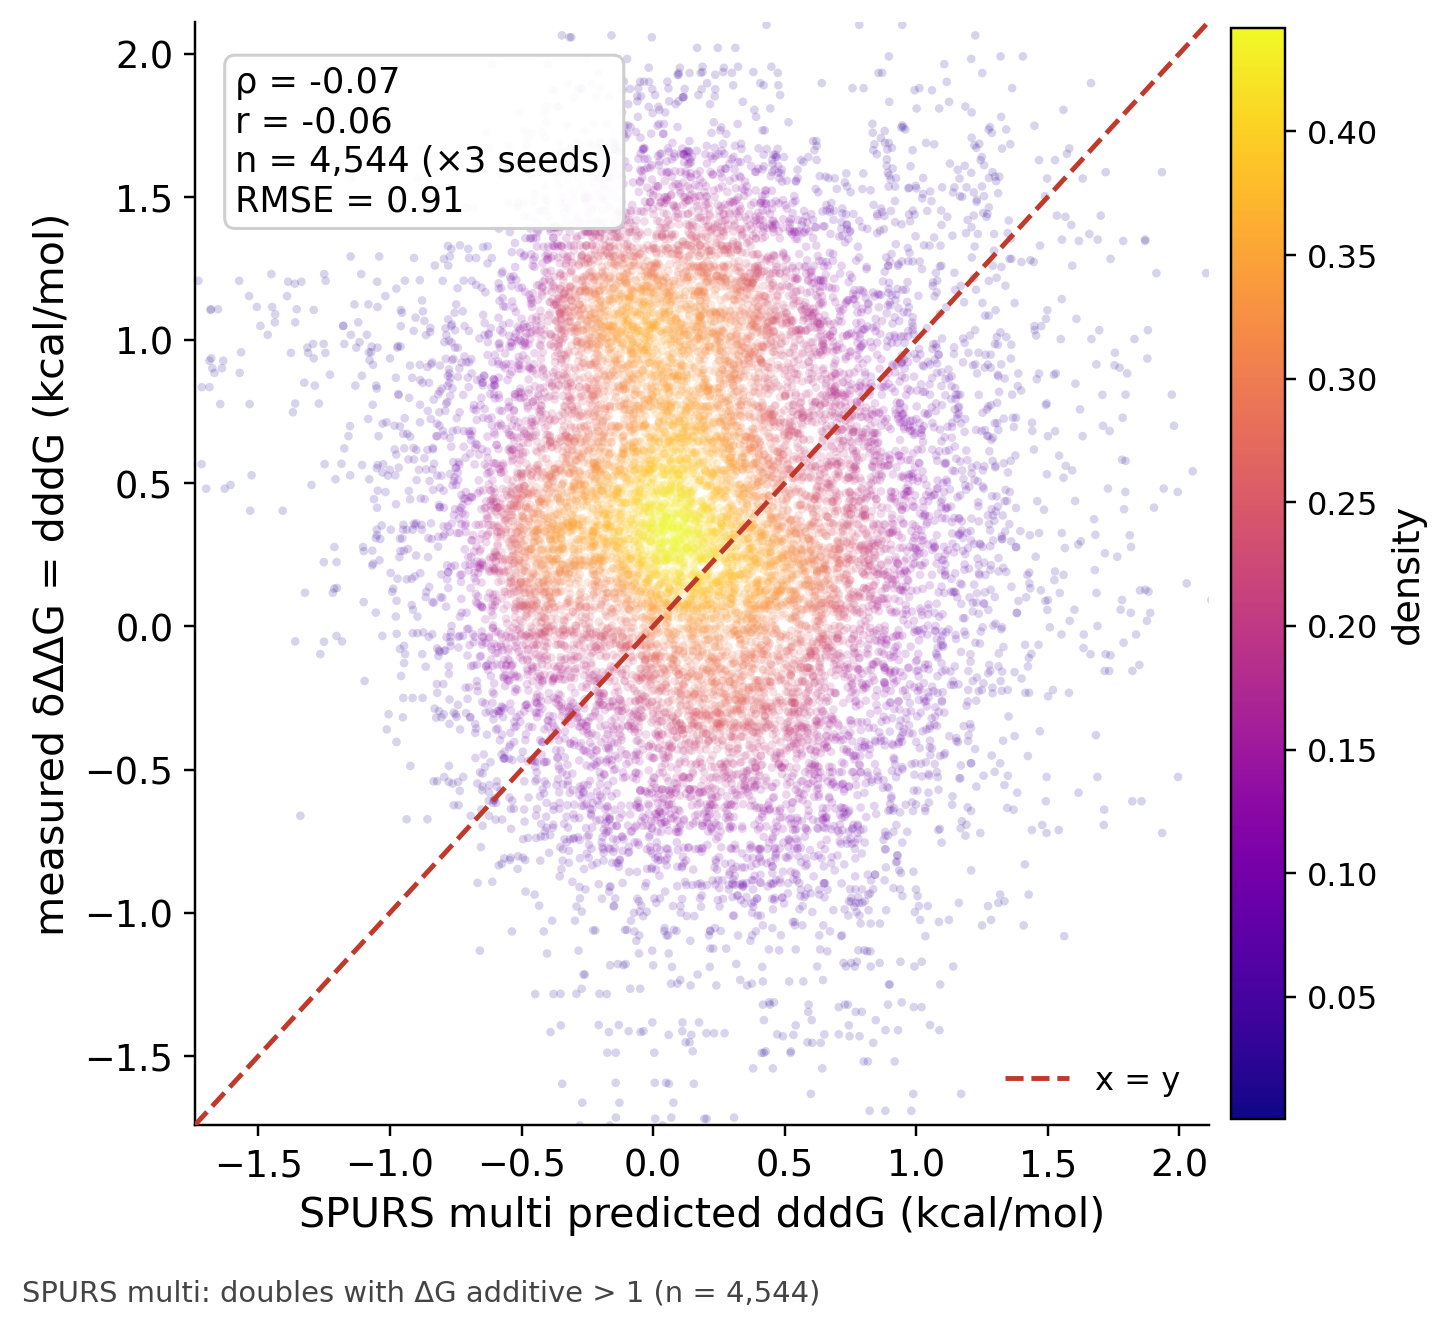 ρ = -0.07
r = -0.06
n = 4,544 (×3 seeds)
RMSE = 0.91
2.0
1.5
1.0
0.5
0.0
−0.5
−1.0
−1.5
measured δΔΔG = dddG (kcal/mol)
x = y
−1.5
−1.0
−0.5
0.0
0.5
1.0
1.5
2.0
SPURS multi predicted dddG (kcal/mol)
0.40
0.35
0.30
0.25
0.20
0.15
0.10
0.05
density
SPURS multi: doubles with ΔG additive > 1 (n = 4,544)